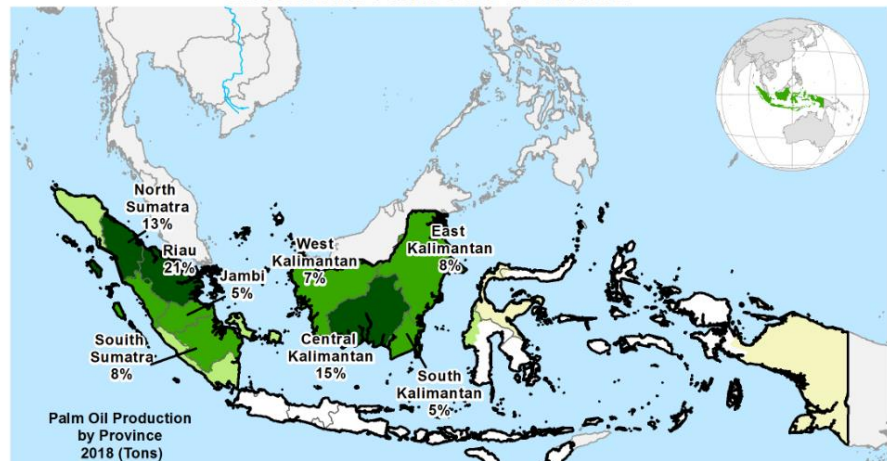 North
Sumatra
13%
Riau
21%
Jambi
5%
Souith
Sumatra
8%
West
Kalimantan
7%
East
Kalimantan
8%
Central
Kalimantan
15%
South
Kalimantan
5%
Palm Oil Production
by Province
2018 (Tons)